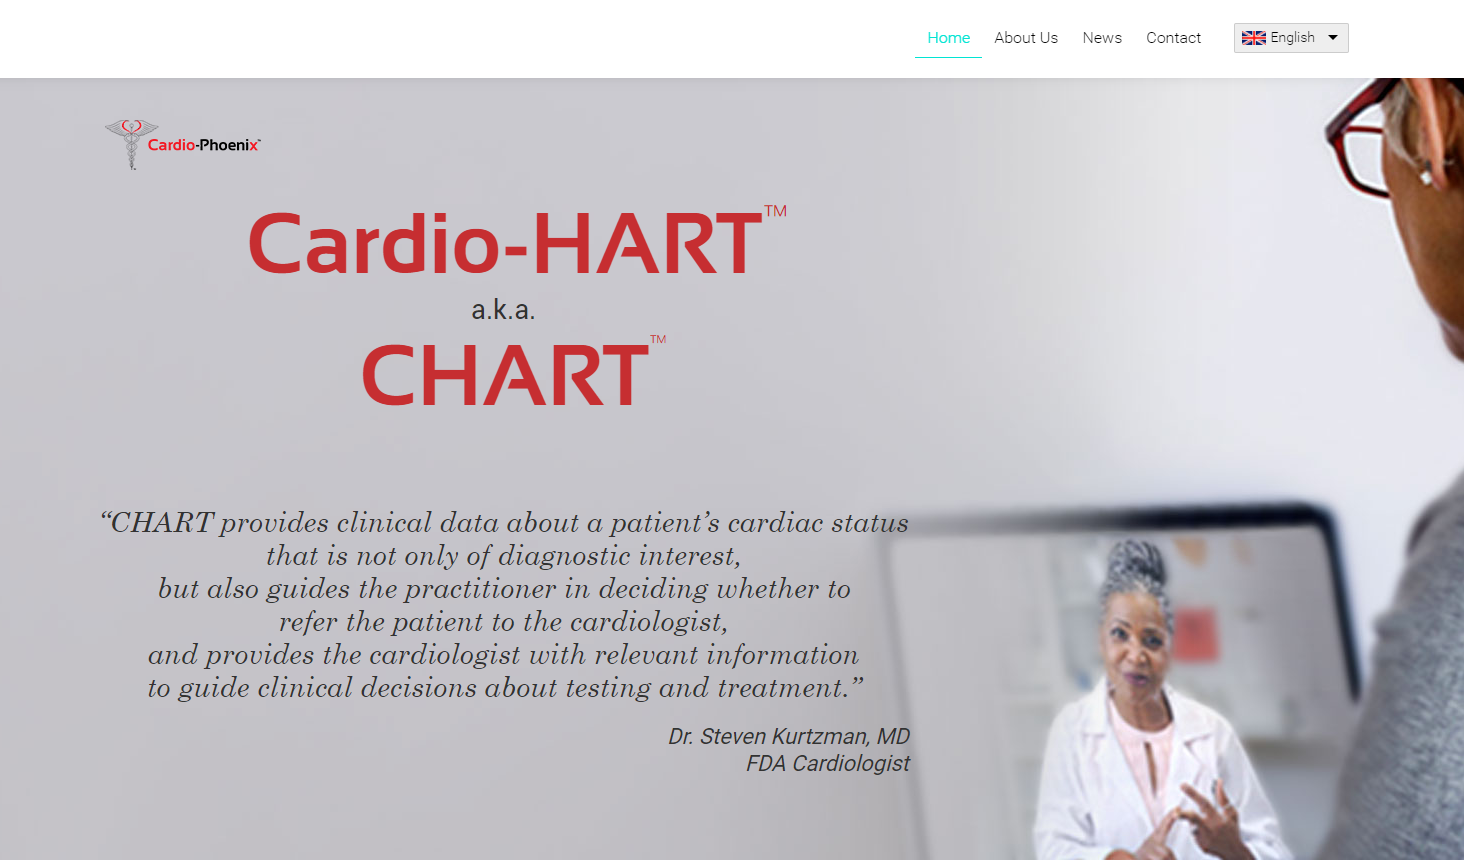 Home About Us News Contact English
Cardio-Phoenix™
Cardio-HART™
a.k.a.
CHART™
“CHART provides clinical data about a patient’s cardiac status
that is not only of diagnostic interest,
but also guides the practitioner in deciding whether to
refer the patient to the cardiologist,
and provides the cardiologist with relevant information
to guide clinical decisions about testing and treatment.”
Dr. Steven Kurtzman, MD
FDA Cardiologist